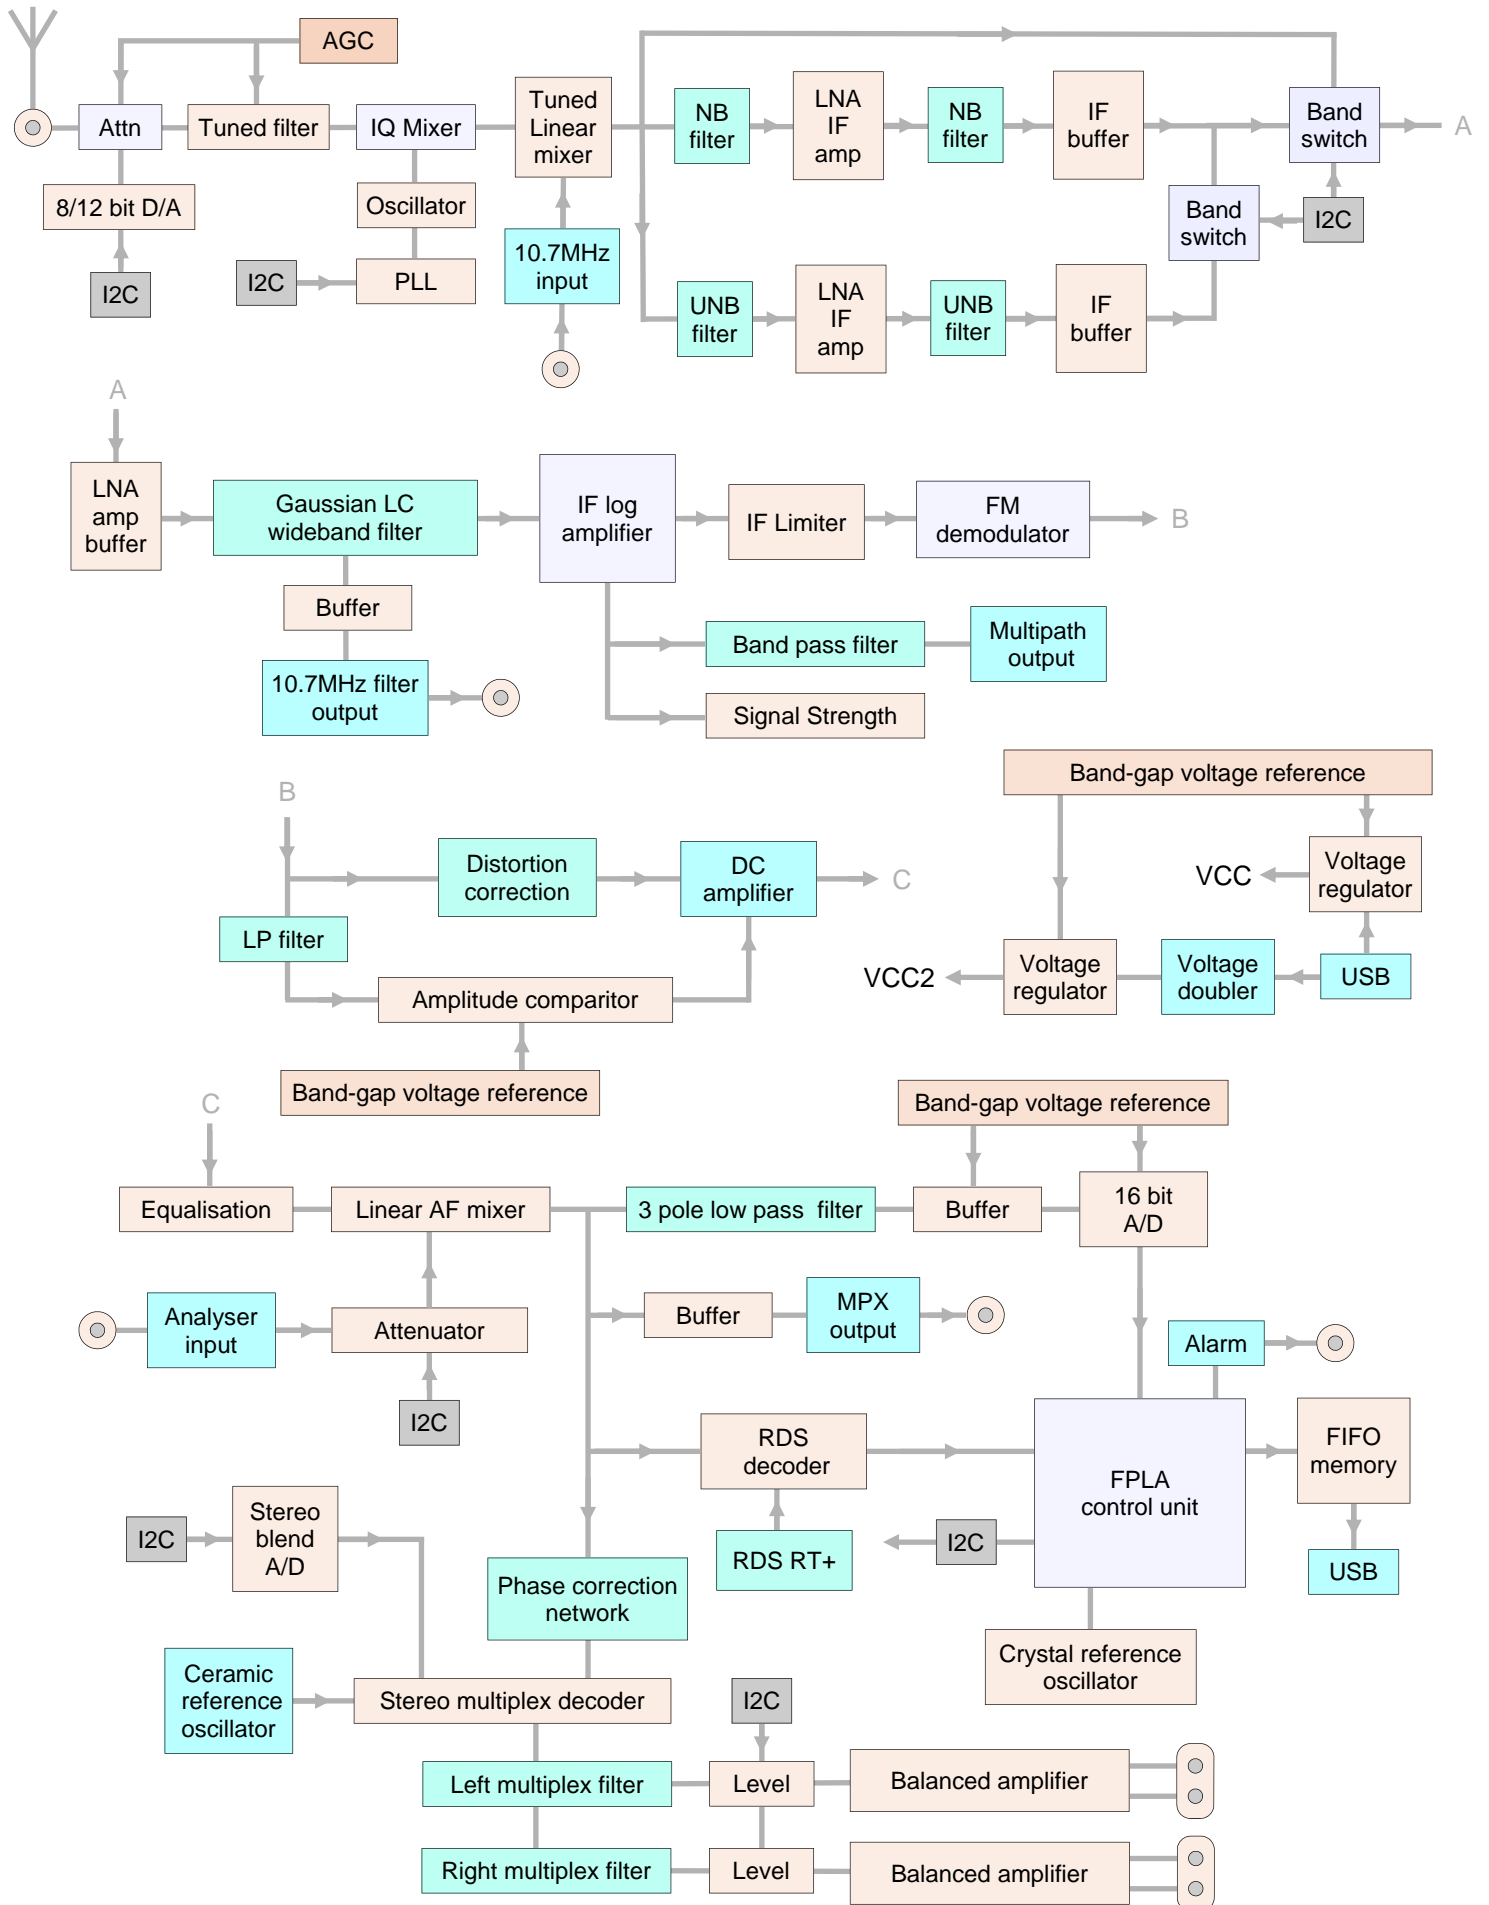 AGC
Attn
Tuned filter
IQ Mixer
Tuned
Linear
mixer
NB
filter
LNA
IF
amp
NB
filter
IF
buffer
Band
switch
A
8/12 bit D/A
Oscillator
10.7MHz
input
Band
switch
I2C
I2C
I2C
PLL
UNB
filter
LNA
IF
amp
UNB
filter
IF
buffer
A
LNA
amp
buffer
Gaussian LC
wideband filter
IF log
amplifier
IF Limiter
FM
demodulator
B
Buffer
Band pass filter
Multipath
output
10.7MHz filter
output
Signal Strength
Band-gap voltage reference
B
Distortion
correction
DC
amplifier
C
VCC
Voltage
regulator
LP filter
Amplitude comparitor
VCC2
Voltage
regulator
Voltage
doubler
USB
Band-gap voltage reference
Band-gap voltage reference
C
Equalisation
Linear AF mixer
3 pole low pass  filter
Buffer
16 bit
A/D
Analyser
input
Attenuator
Buffer
MPX
output
Alarm
I2C
RDS
decoder
FPLA
control unit
FIFO
memory
I2C
Stereo
blend
A/D
RDS RT+
I2C
USB
Phase correction
network
Crystal reference
oscillator
Ceramic
reference
oscillator
Stereo multiplex decoder
I2C
Left multiplex filter
Level
Balanced amplifier
Right multiplex filter
Level
Balanced amplifier